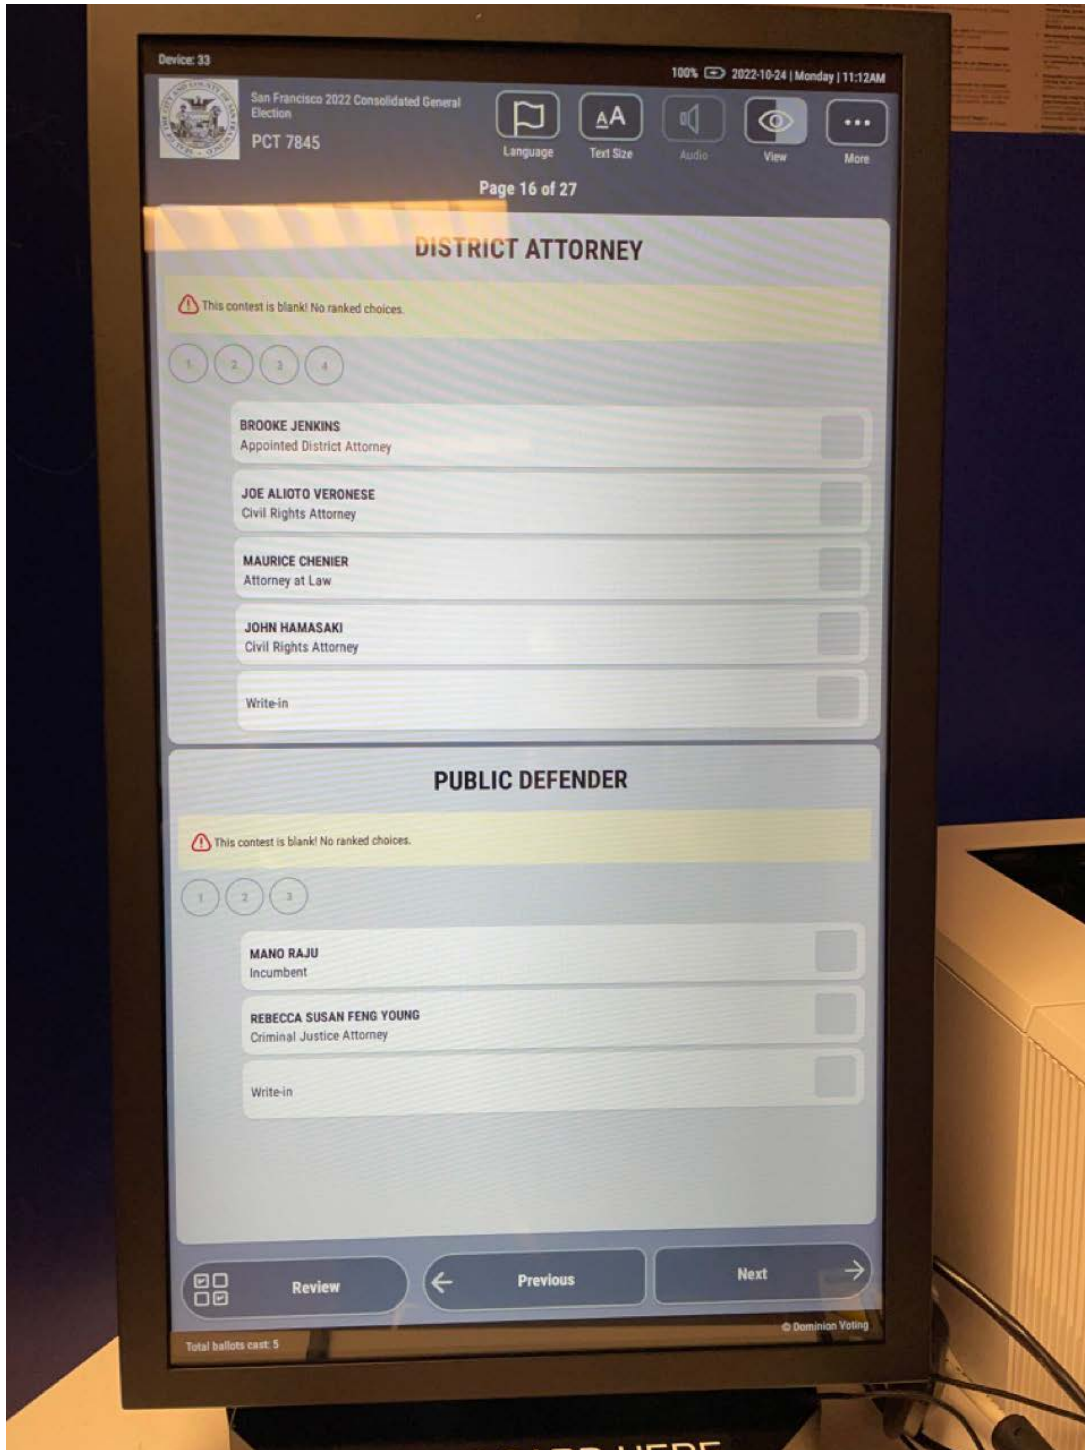 Device: 33
100% 2022-10-24 | Monday | 11:12AM
San Francisco 2022 Consolidated General
Election
PCT 7845
Language
Text Size
Audio
View
More
Page 16 of 27
DISTRICT ATTORNEY
This contest is blank! No ranked choices.
1 2 3 4
BROOKE JENKINS
Appointed District Attorney
JOE ALIOTO VERONESE
Civil Rights Attorney
MAURICE CHENIER
Attorney at Law
JOHN HAMASAKI
Civil Rights Attorney
Write-in
PUBLIC DEFENDER
This contest is blank! No ranked choices.
1 2 3
MANO RAJU
Incumbent
REBECCA SUSAN FENG YOUNG
Criminal Justice Attorney
Write-in
Review
Previous
Next
Total ballots cast: 5
© Dominion Voting
HERE